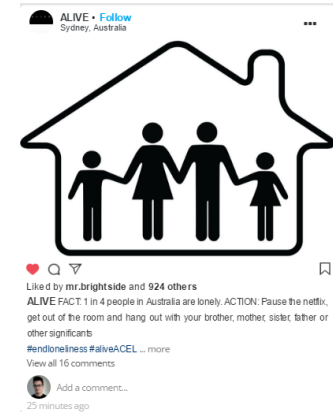 ALIVE • Follow
Sydney, Australia
Liked by mr.brightside and 924 others
ALIVE FACT: 1 in 4 people in Australia are lonely. ACTION: Pause the netflix,
get out of the room and hang out with your brother, mother, sister, father or
other significants
#endloneliness #aliveACEL ... more
View all 16 comments
Add a comment...
25 minutes ago